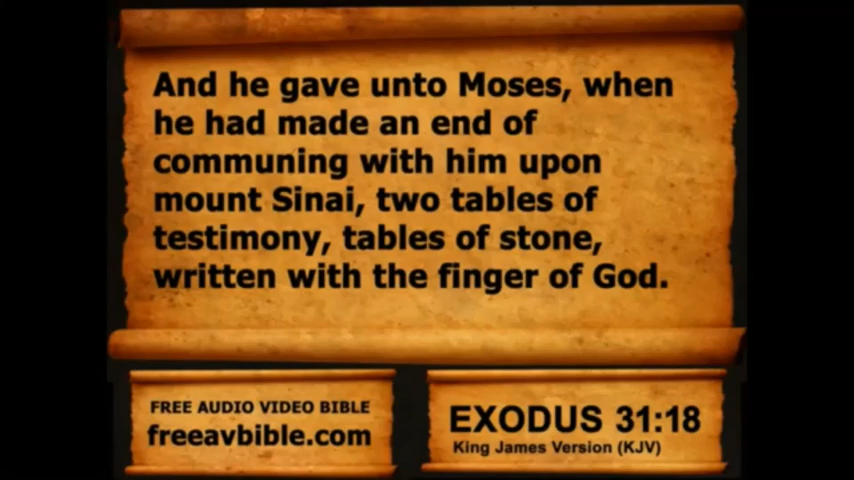 And he gave unto Moses, when
he had made an end of
communing with him upon
mount Sinai, two tables of
testimony, tables of stone,
written with the finger of God.
FREE AUDIO VIDEO BIBLE
freeavbible.com
EXODUS 31:18
King James Version (KJV)